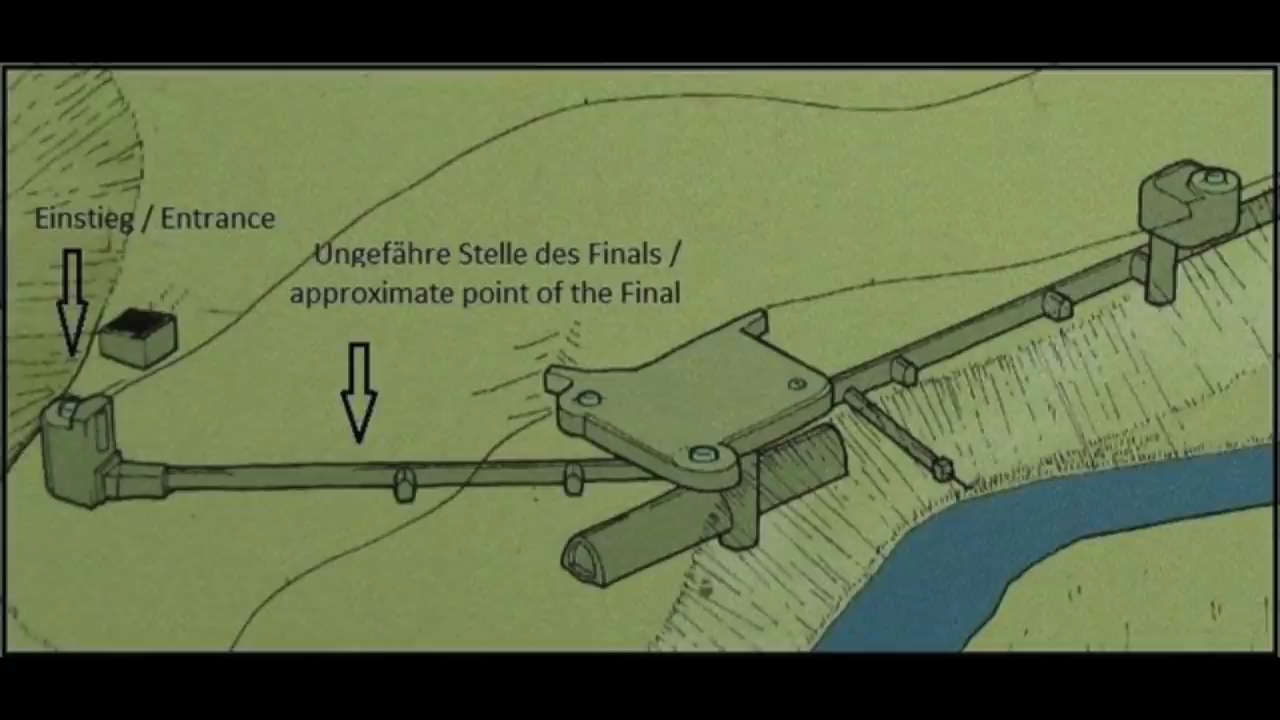 Einstieg / Entrance
Ungefähre Stelle des Finals /
approximate point of the Final